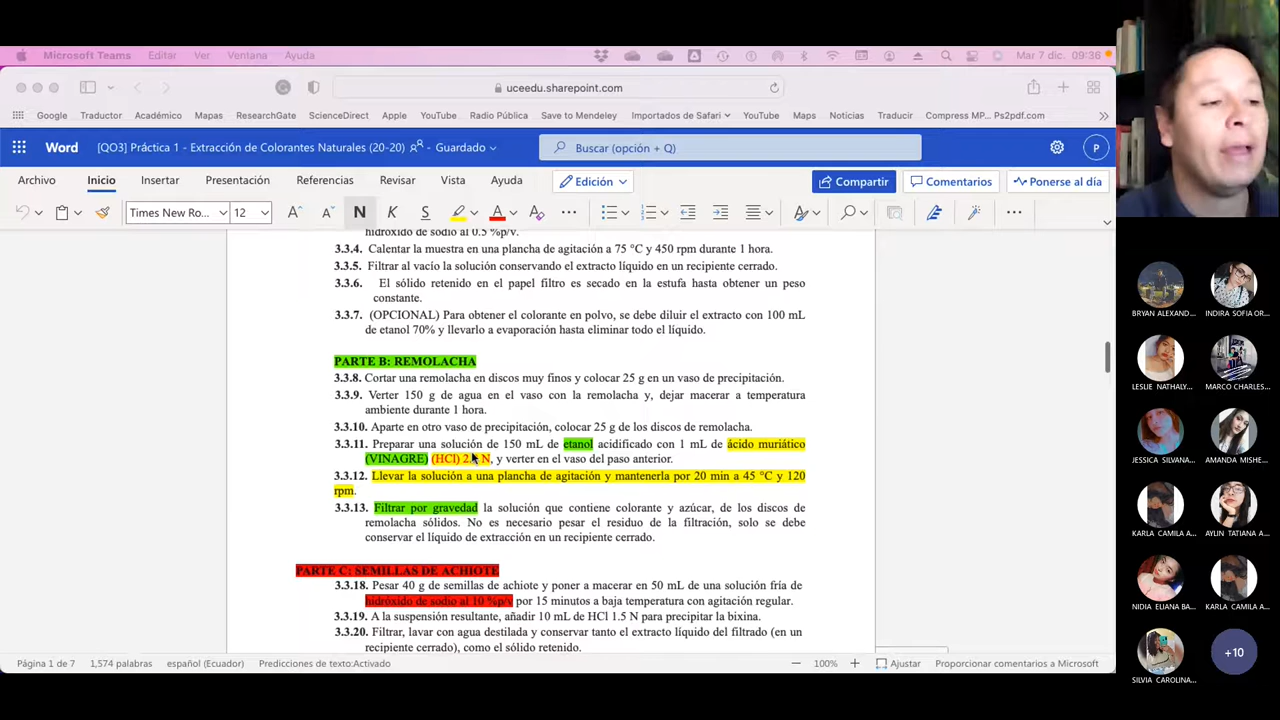 Microsoft Teams Editar Ver Ventana Ayuda Mar 7 dic. 09:36
uceedu.sharepoint.com
Google Traductor Académico Mapas ResearchGate ScienceDirect Apple YouTube Radio Pública Save to Mendeley Importados de Safari YouTube Maps Noticias Traducir Compress MP... Ps2pdf.com
Word [QO3] Práctica 1 - Extracción de Colorantes Naturales (20-20) - Guardado Buscar (opción + Q) P
Archivo Inicio Insertar Presentación Referencias Revisar Vista Ayuda Edición Compartir Comentarios Ponerse al día
Times New Ro... 12 N K S
hidróxido de sodio al 0.5 %p/v.
3.3.4. Calentar la muestra en una plancha de agitación a 75 °C y 450 rpm durante 1 hora.
3.3.5. Filtrar al vacío la solución conservando el extracto líquido en un recipiente cerrado.
3.3.6. El sólido retenido en el papel filtro es secado en la estufa hasta obtener un peso
constante.
3.3.7. (OPCIONAL) Para obtener el colorante en polvo, se debe diluir el extracto con 100 mL
de etanol 70% y llevarlo a evaporación hasta eliminar todo el líquido.
PARTE B: REMOLACHA
3.3.8. Cortar una remolacha en discos muy finos y colocar 25 g en un vaso de precipitación.
3.3.9. Verter 150 g de agua en el vaso con la remolacha y, dejar macerar a temperatura
ambiente durante 1 hora.
3.3.10. Aparte en otro vaso de precipitación, colocar 25 g de los discos de remolacha.
3.3.11. Preparar una solución de 150 mL de etanol acidificado con 1 mL de ácido muriático
(VINAGRE) (HCl) 2. N, y verter en el vaso del paso anterior.
3.3.12. Llevar la solución a una plancha de agitación y mantenerla por 20 min a 45 °C y 120
rpm.
3.3.13. Filtrar por gravedad la solución que contiene colorante y azúcar, de los discos de
remolacha sólidos. No es necesario pesar el residuo de la filtración, solo se debe
conservar el líquido de extracción en un recipiente cerrado.
PARTE C: SEMILLAS DE ACHIOTE
3.3.18. Pesar 40 g de semillas de achiote y poner a macerar en 50 mL de una solución fría de
hidróxido de sodio al 10 %p/v por 15 minutos a baja temperatura con agitación regular.
3.3.19. A la suspensión resultante, añadir 10 mL de HCl 1.5 N para precipitar la bixina.
3.3.20. Filtrar, lavar con agua destilada y conservar tanto el extracto líquido del filtrado (en un
recipiente cerrado), como el sólido retenido.
Página 1 de 7 1,574 palabras español (Ecuador) Predicciones de texto:Activado 100% Ajustar Proporcionar comentarios a Microsoft
BRYAN ALEXAND... INDIRA SOFIA OR...
LESLIE NATHALY... MARCO CHARLES...
JESSICA SILVANA... AMANDA MISHE...
KARLA CAMILA A... AYLIN TATIANA A...
NIDIA ELIANA BA... KARLA CAMILA A...
SILVIA CAROLINA... +10